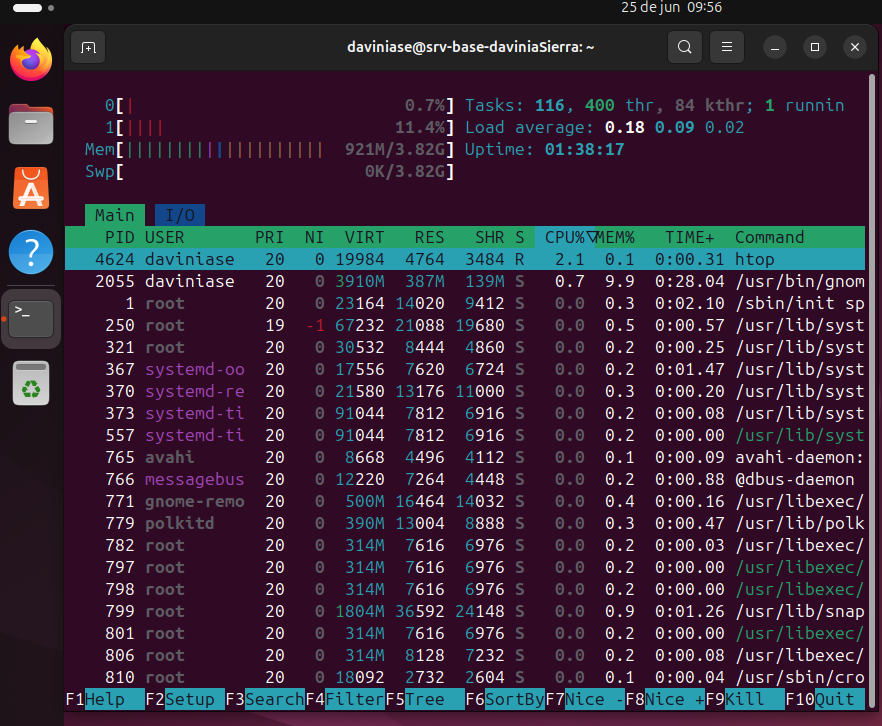 25 de jun 09:56
daviniase@srv-base-daviniaSierra: ~
0[| 0.7%] Tasks: 116, 400 thr, 84 kthr; 1 runnin
1[|||| 11.4%] Load average: 0.18 0.09 0.02
Mem[|||||||||||||||||||| 921M/3.82G] Uptime: 01:38:17
Swp[ 0K/3.82G]
Main I/O
PID USER PRI NI VIRT RES SHR S CPU%▽MEM% TIME+ Command
4624 daviniase 20 0 19984 4764 3484 R 2.1 0.1 0:00.31 htop
2055 daviniase 20 0 3910M 387M 139M S 0.7 9.9 0:28.04 /usr/bin/gnom
1 root 20 0 23164 14020 9412 S 0.0 0.3 0:02.10 /sbin/init sp
250 root 19 -1 67232 21088 19680 S 0.0 0.5 0:00.57 /usr/lib/syst
321 root 20 0 30532 8444 4860 S 0.0 0.2 0:00.25 /usr/lib/syst
367 systemd-oo 20 0 17556 7620 6724 S 0.0 0.2 0:01.47 /usr/lib/syst
370 systemd-re 20 0 21580 13176 11000 S 0.0 0.3 0:00.20 /usr/lib/syst
373 systemd-ti 20 0 91044 7812 6916 S 0.0 0.2 0:00.08 /usr/lib/syst
557 systemd-ti 20 0 91044 7812 6916 S 0.0 0.2 0:00.00 /usr/lib/syst
765 avahi 20 0 8668 4496 4112 S 0.0 0.1 0:00.09 avahi-daemon:
766 messagebus 20 0 12220 7264 4448 S 0.0 0.2 0:00.88 @dbus-daemon
771 gnome-remo 20 0 500M 16464 14032 S 0.0 0.4 0:00.16 /usr/libexec/
779 polkitd 20 0 390M 13004 8888 S 0.0 0.3 0:00.47 /usr/lib/polk
782 root 20 0 314M 7616 6976 S 0.0 0.2 0:00.03 /usr/libexec/
797 root 20 0 314M 7616 6976 S 0.0 0.2 0:00.00 /usr/libexec/
798 root 20 0 314M 7616 6976 S 0.0 0.2 0:00.00 /usr/libexec/
799 root 20 0 1804M 36592 24148 S 0.0 0.9 0:01.26 /usr/lib/snap
801 root 20 0 314M 7616 6976 S 0.0 0.2 0:00.00 /usr/libexec/
806 root 20 0 314M 8128 7232 S 0.0 0.2 0:00.08 /usr/libexec/
810 root 20 0 18092 2732 2604 S 0.0 0.1 0:00.04 /usr/sbin/cro
F1Help F2Setup F3Search F4Filter F5Tree F6SortBy F7Nice - F8Nice + F9Kill F10Quit